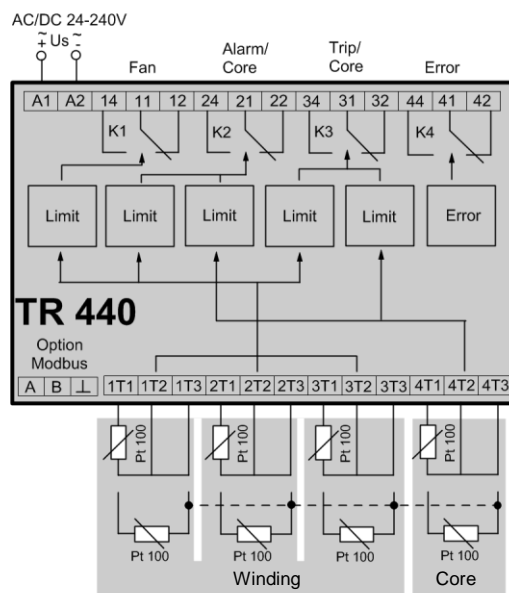 AC/DC 24-240V
~ Us ~
+ -
Fan Alarm/ Core Trip/ Core Error
A1 A2 14 11 12 24 21 22 34 31 32 44 41 42
K1 K2 K3 K4
Limit Limit Limit Limit Limit Error
TR 440
Option
Modbus
A B ⊥ 1T1 1T2 1T3 2T1 2T2 2T3 3T1 3T2 3T3 4T1 4T2 4T3
Pt 100 Pt 100 Pt 100 Pt 100
Pt 100 Pt 100 Pt 100 Pt 100
Winding Core